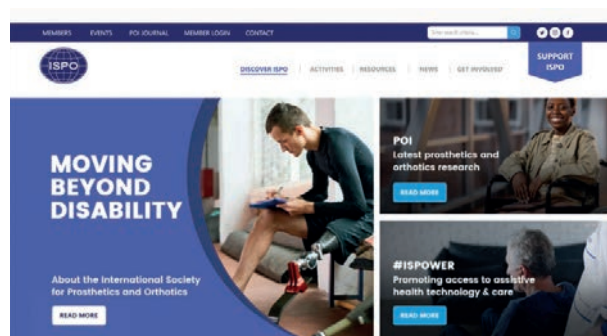 MEMBERS EVENTS POI JOURNAL MEMBER LOGIN CONTACT
ISPO
SUPPORT
ISPO
DISCOVER ISPO ACTIVITIES RESOURCES NEWS GET INVOLVED
MOVING
BEYOND
DISABILITY
About the International Society
for Prosthetics and Orthotics
READ MORE
POI
Latest prosthetics and
orthotics research
READ MORE
#ISPOWER
Promoting access to assistive
health technology & care
READ MORE